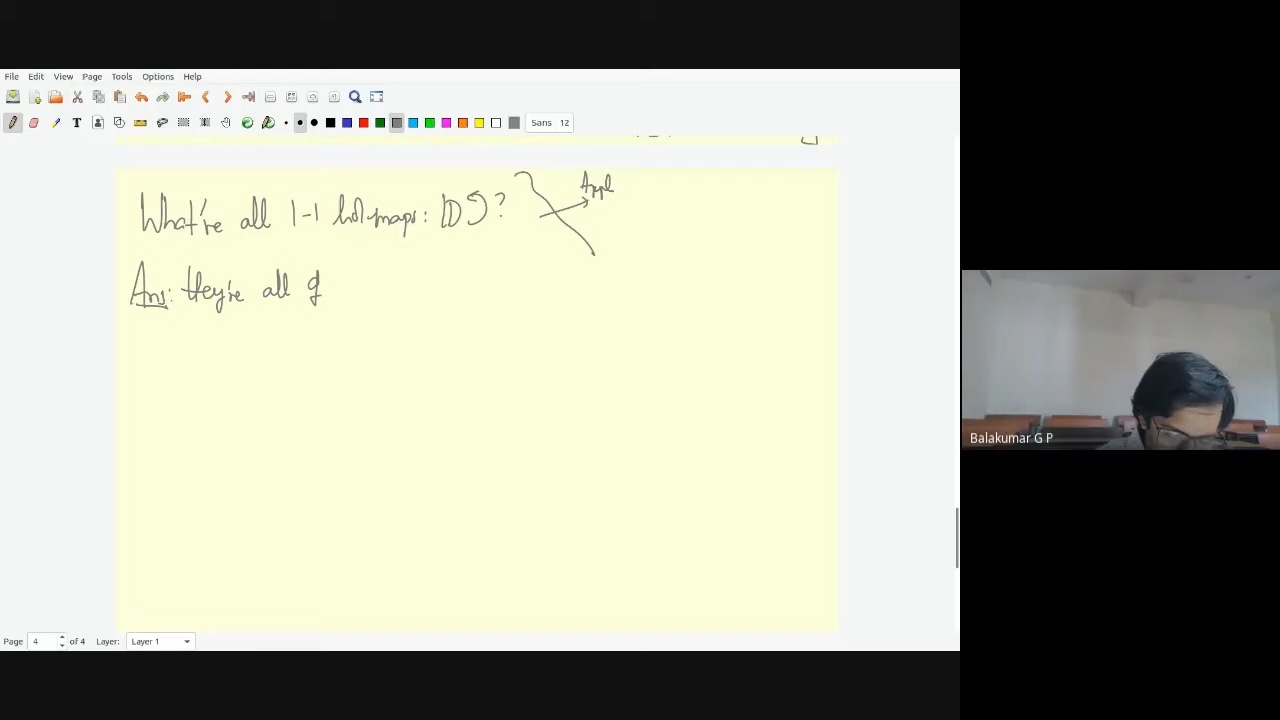 File Edit View Page Tools Options Help
Sans 12
What're all 1-1 hol. maps: 𝔻⟲?
Appl
Ans: they're all of
Balakumar G P
Page 4 of 4 Layer: Layer 1